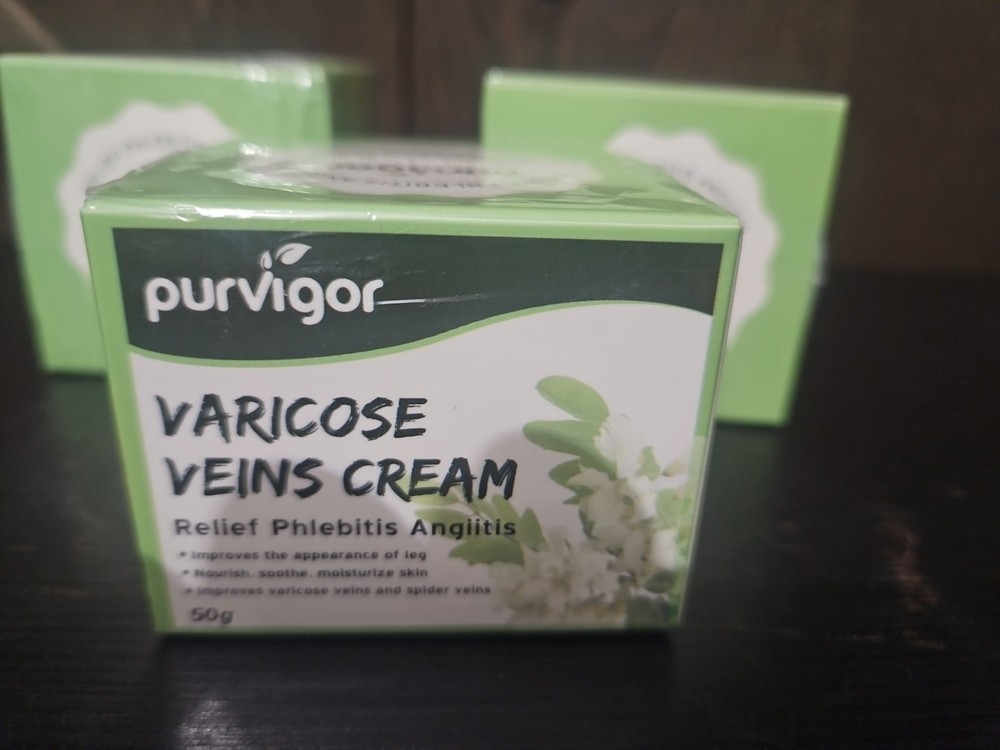 purvigor
VARICOSE
VEINS CREAM
Relief Phlebitis Angiitis
• Improves the appearance of leg
• Nourish, soothe, moisturize skin
• Improves varicose veins and spider veins
50g